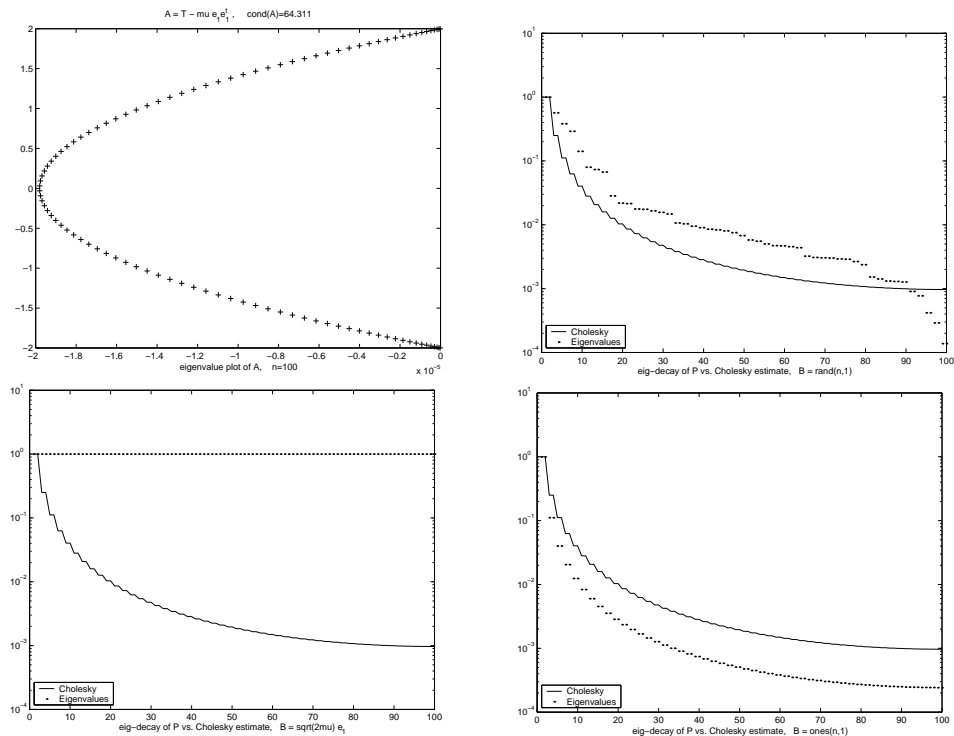 A = T − mu e_t e_t^t , cond(A)=64.311
2
1.5
1
0.5
0
−0.5
−1
−1.5
−2
−2 −1.8 −1.6 −1.4 −1.2 −1 −0.8 −0.6 −0.4 −0.2 0
x 10^-5
eigenvalue plot of A, n=100
10^1
10^0
10^-1
10^-2
10^-3
10^-4
Cholesky
Eigenvalues
0 10 20 30 40 50 60 70 80 90 100
eig−decay of P vs. Cholesky estimate, B = rand(n,1)
10^1
10^0
10^-1
10^-2
10^-3
10^-4
Cholesky
Eigenvalues
0 10 20 30 40 50 60 70 80 90 100
eig−decay of P vs. Cholesky estimate, B = sqrt(2mu) e_t
10^1
10^0
10^-1
10^-2
10^-3
10^-4
Cholesky
Eigenvalues
0 10 20 30 40 50 60 70 80 90 100
eig−decay of P vs. Cholesky estimate, B = ones(n,1)